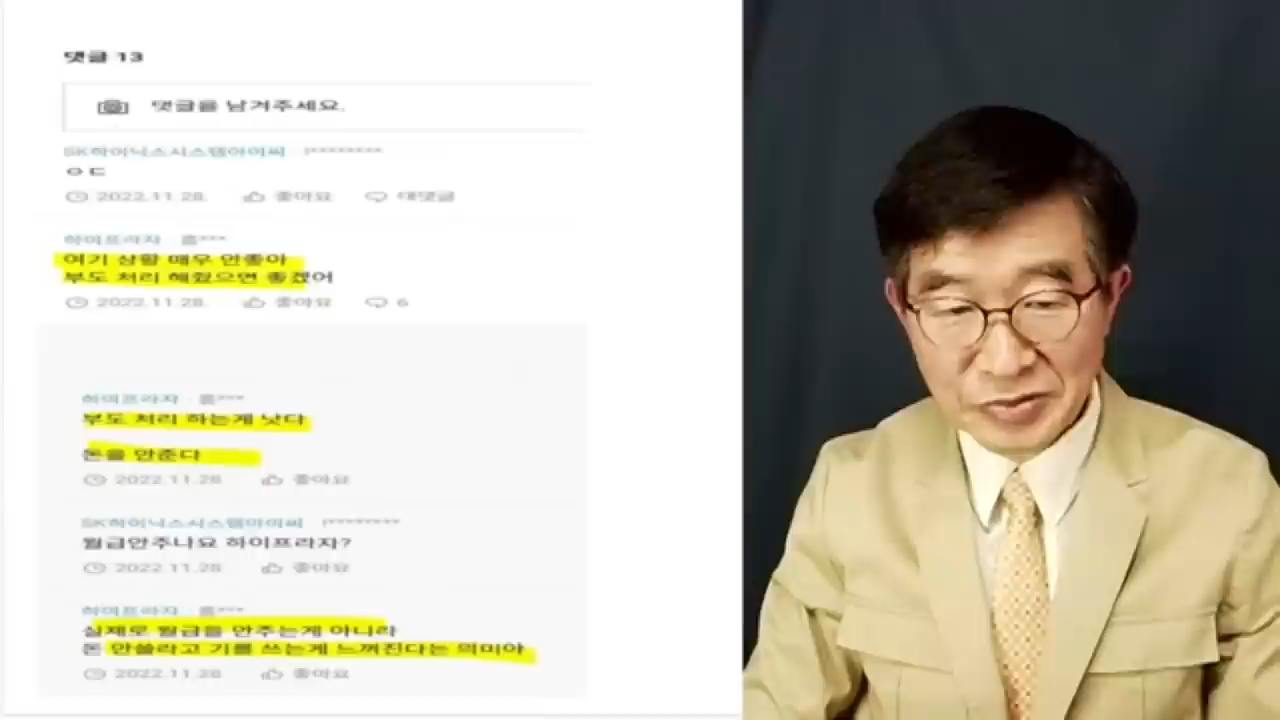 댓글 13
댓글을 남겨주세요.
SK하이닉스시스템아이씨 · I********
ㅇㄷ
2022.11.28. 좋아요 대댓글
하이프라자 · 흠***
여기 상황 매우 안좋아
부도 처리 해줬으면 좋겠어
2022.11.28. 좋아요 6
하이프라자 · 흠***
부도 처리 하는게 낫다
돈을 안준다
2022.11.28. 좋아요
SK하이닉스시스템아이씨 · I********
월급안주나요 하이프라자?
2022.11.28. 좋아요
하이프라자 · 흠***
실제로 월급을 안주는게 아니라
돈 안쓸라고 기를 쓰는게 느껴진다는 의미야
2022.11.28. 좋아요